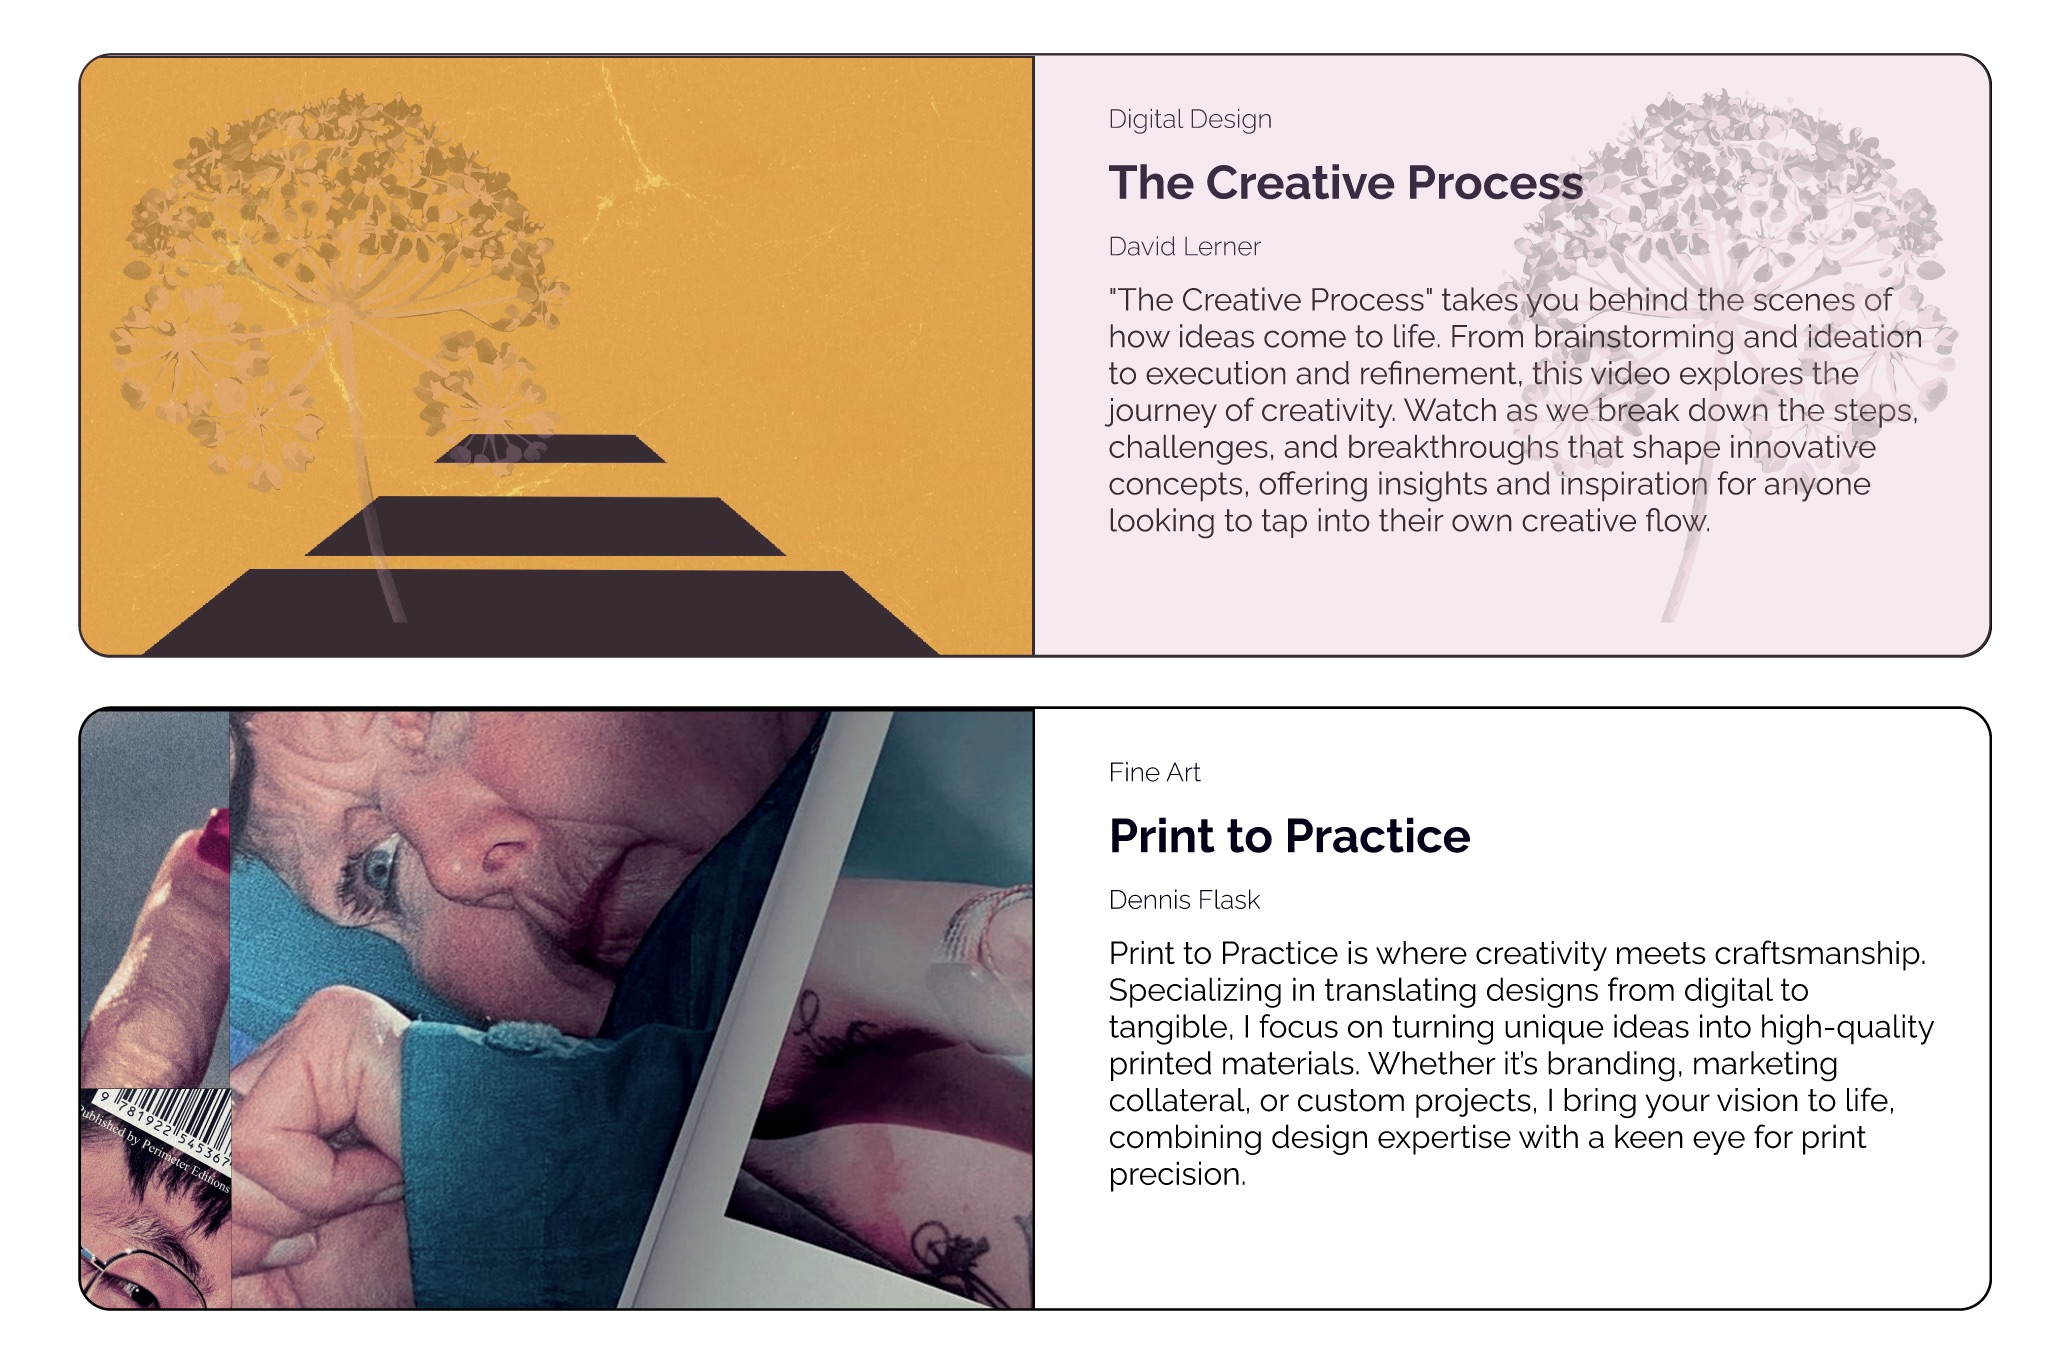 Digital Design
The Creative Process
David Lerner
"The Creative Process" takes you behind the scenes of
how ideas come to life. From brainstorming and ideation
to execution and refinement, this video explores the
journey of creativity. Watch as we break down the steps,
challenges, and breakthroughs that shape innovative
concepts, offering insights and inspiration for anyone
looking to tap into their own creative flow.
9 781922 545367
Published by Perimeter Editions
Fine Art
Print to Practice
Dennis Flask
Print to Practice is where creativity meets craftsmanship.
Specializing in translating designs from digital to
tangible, I focus on turning unique ideas into high-quality
printed materials. Whether it’s branding, marketing
collateral, or custom projects, I bring your vision to life,
combining design expertise with a keen eye for print
precision.